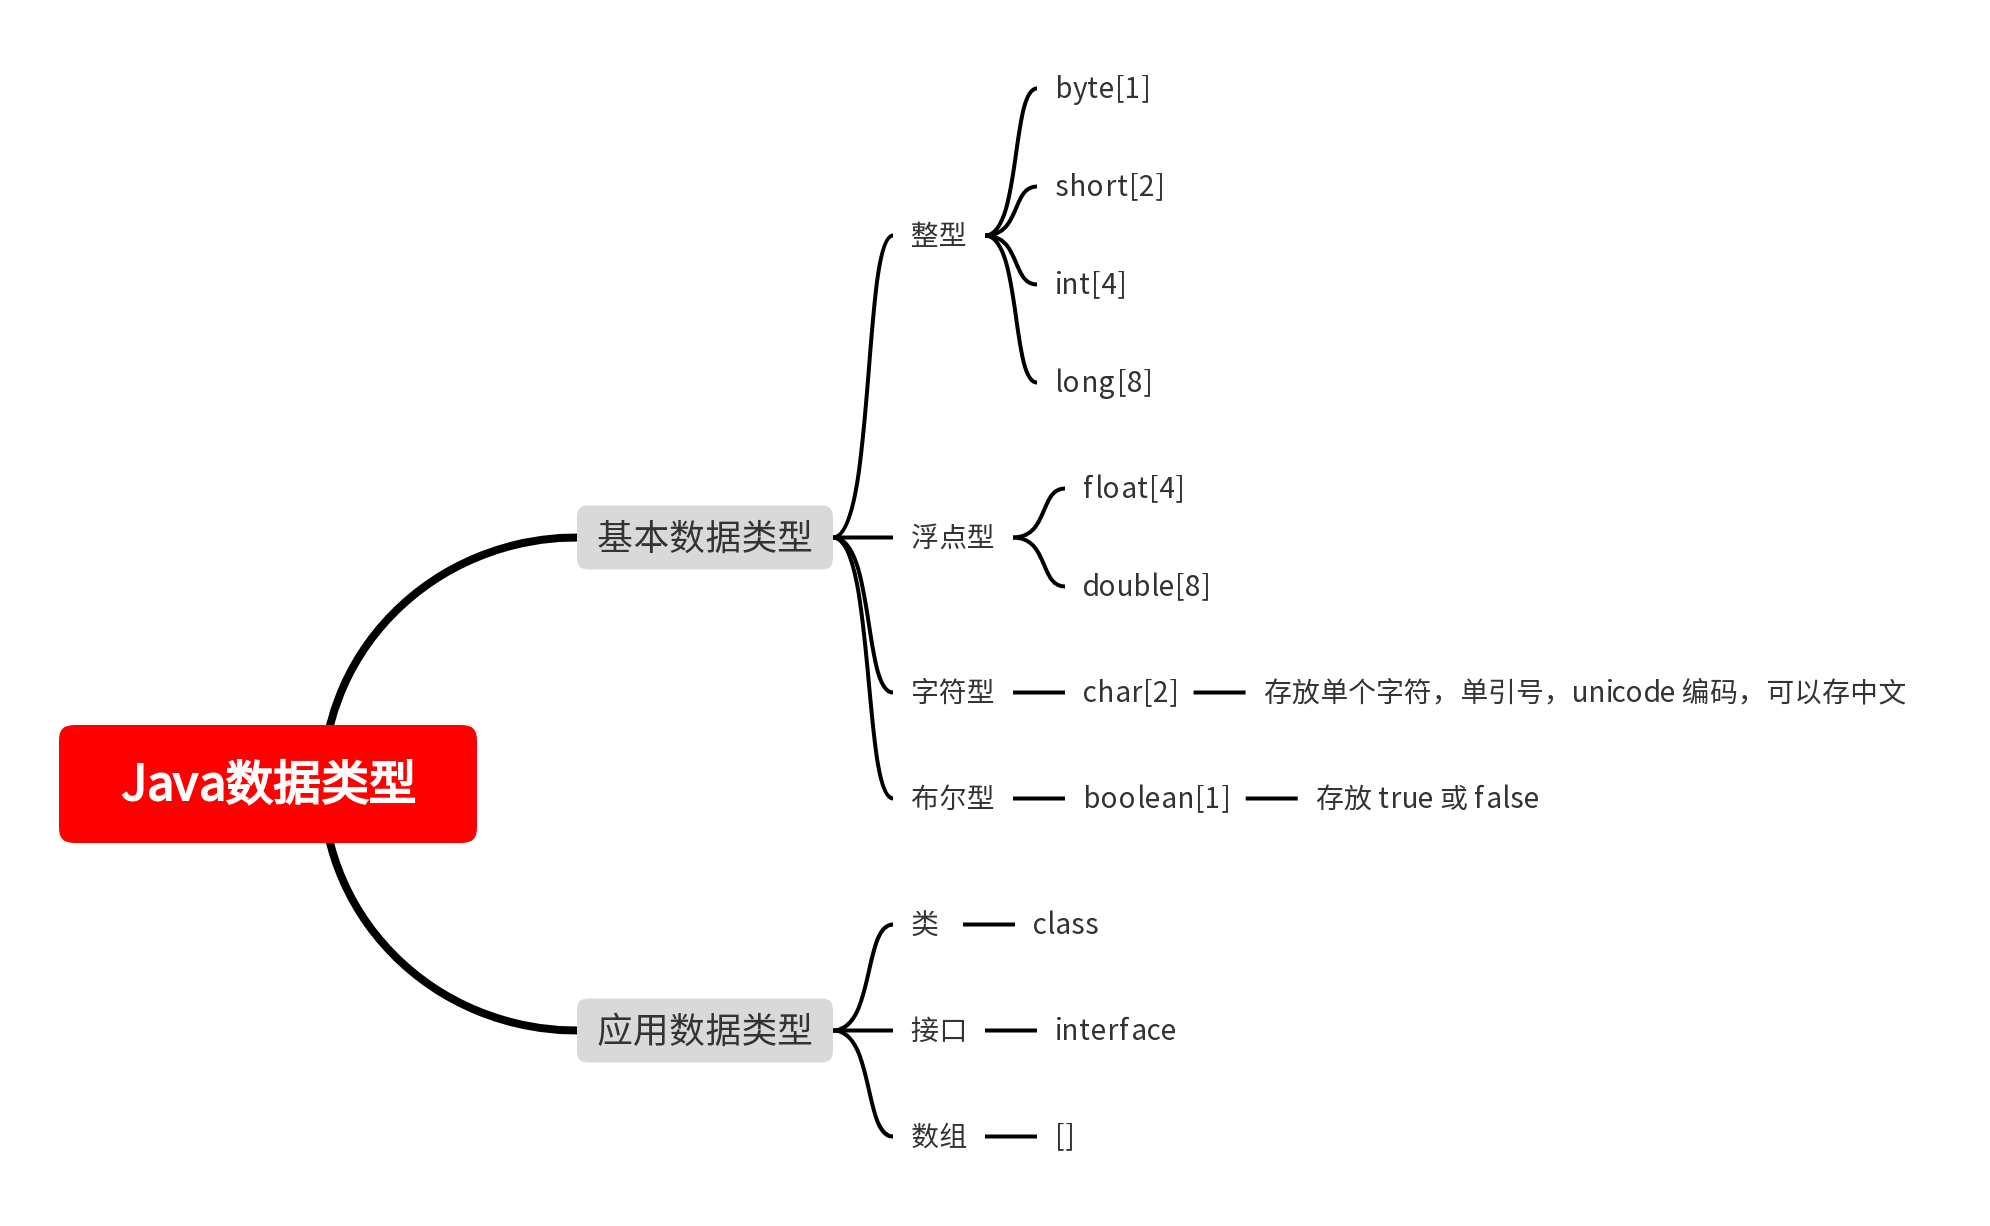 Java数据类型
基本数据类型
整型
byte[1]
short[2]
int[4]
long[8]
浮点型
float[4]
double[8]
字符型
char[2]
存放单个字符，单引号，unicode 编码，可以存中文
布尔型
boolean[1]
存放 true 或 false
应用数据类型
类
class
接口
interface
数组
[]